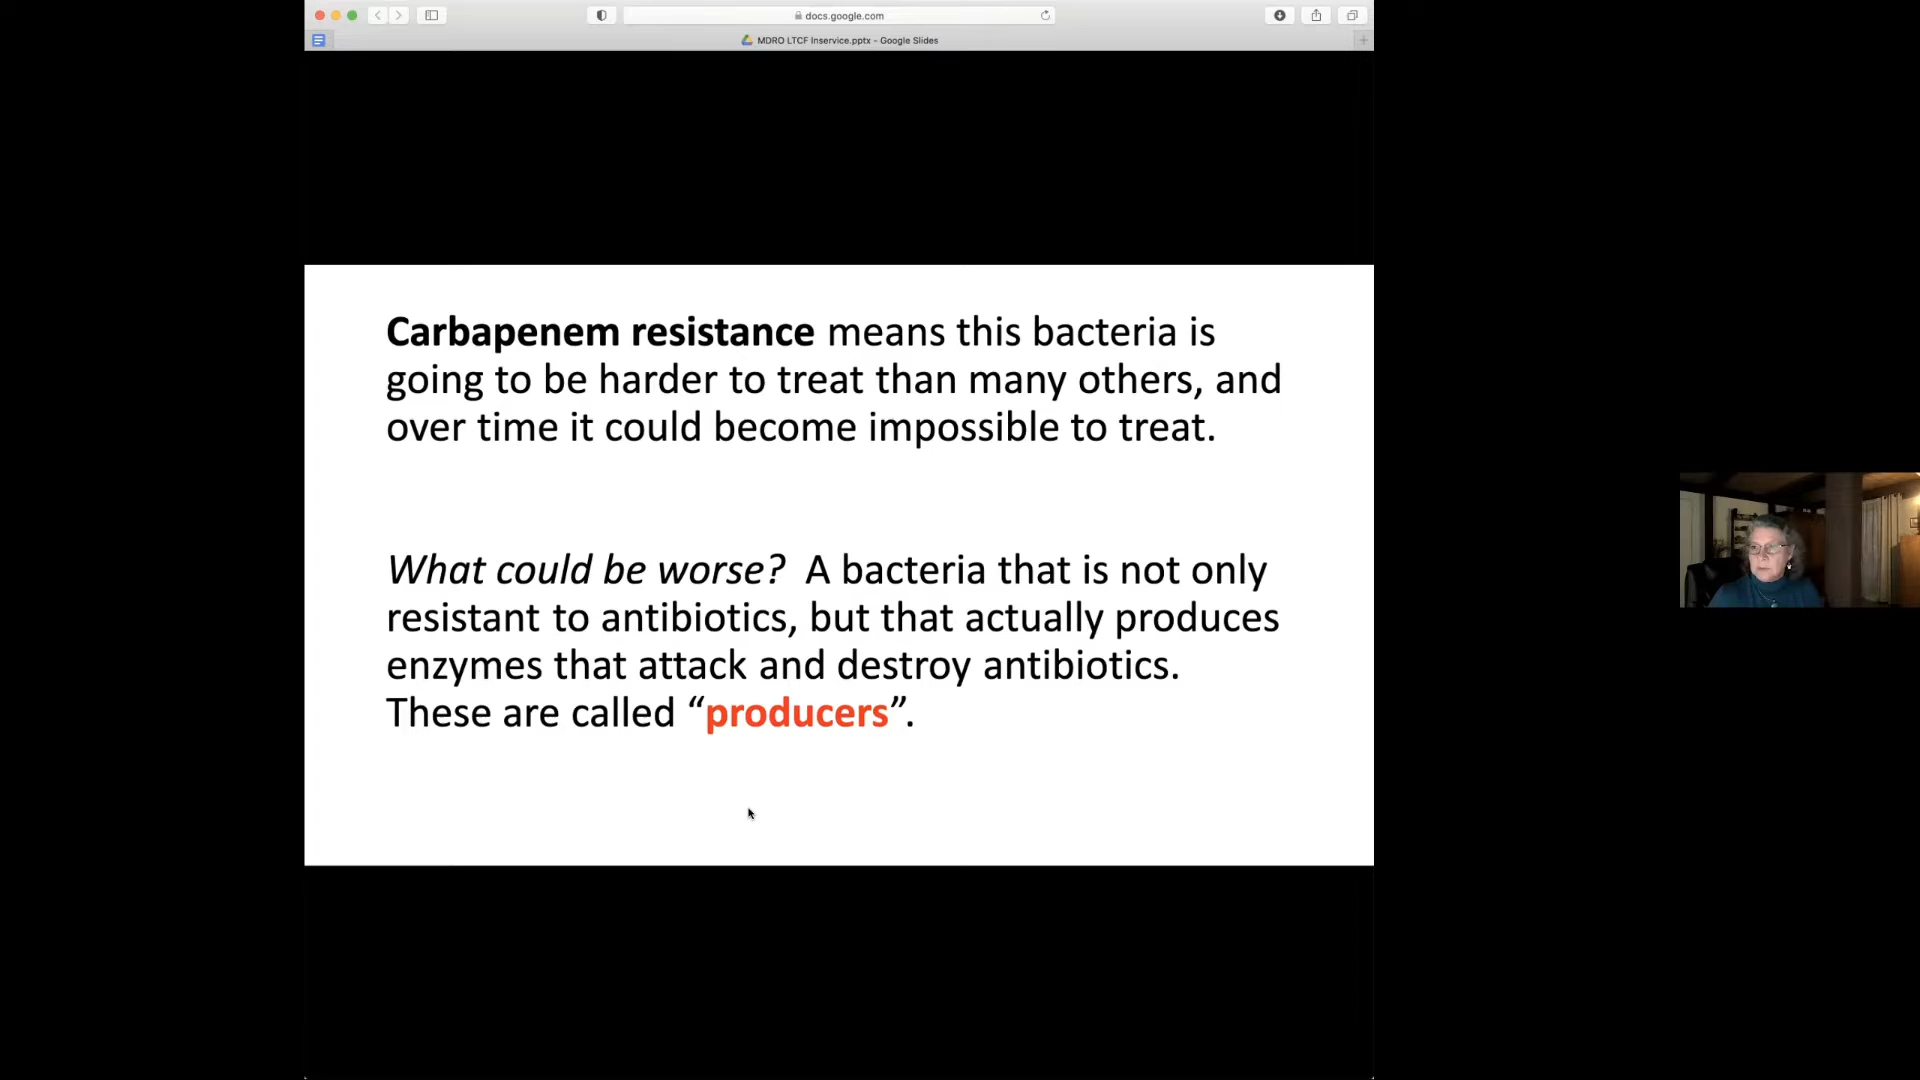 docs.google.com
MDRO LTCF Inservice.pptx - Google Slides
Carbapenem resistance means this bacteria is
going to be harder to treat than many others, and
over time it could become impossible to treat.
What could be worse? A bacteria that is not only
resistant to antibiotics, but that actually produces
enzymes that attack and destroy antibiotics.
These are called “producers”.